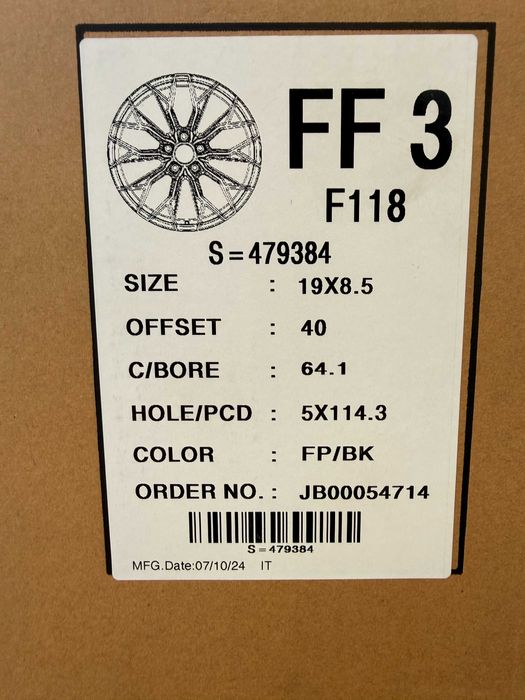 FF 3
F118
S=479384
SIZE : 19X8.5
OFFSET : 40
C/BORE : 64.1
HOLE/PCD : 5X114.3
COLOR : FP/BK
ORDER NO. : JB00054714
S=479384
MFG.Date:07/10/24 IT